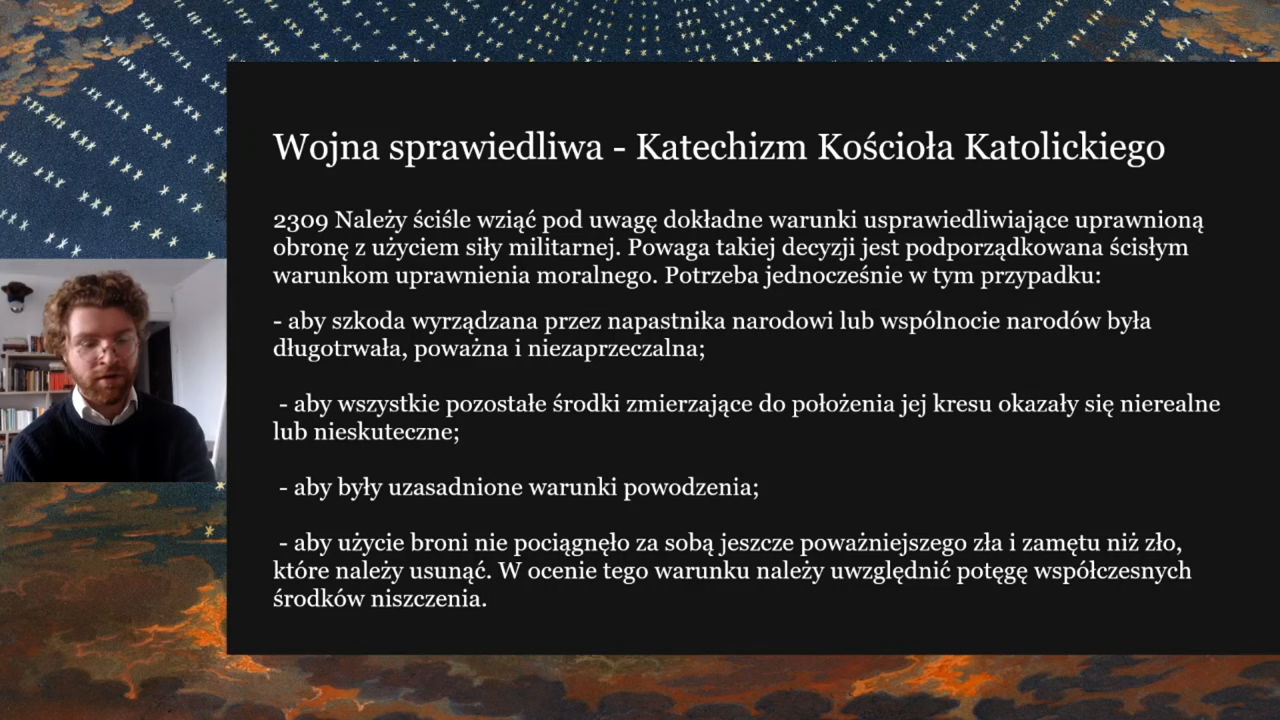 Wojna sprawiedliwa - Katechizm Kościoła Katolickiego
2309 Należy ściśle wziąć pod uwagę dokładne warunki usprawiedliwiające uprawnioną
obronę z użyciem siły militarnej. Powaga takiej decyzji jest podporządkowana ścisłym
warunkom uprawnienia moralnego. Potrzeba jednocześnie w tym przypadku:
- aby szkoda wyrządzana przez napastnika narodowi lub wspólnocie narodów była
długotrwała, poważna i niezaprzeczalna;
- aby wszystkie pozostałe środki zmierzające do położenia jej kresu okazały się nierealne
lub nieskuteczne;
- aby były uzasadnione warunki powodzenia;
- aby użycie broni nie pociągnęło za sobą jeszcze poważniejszego zła i zamętu niż zło,
które należy usunąć. W ocenie tego warunku należy uwzględnić potęgę współczesnych
środków niszczenia.